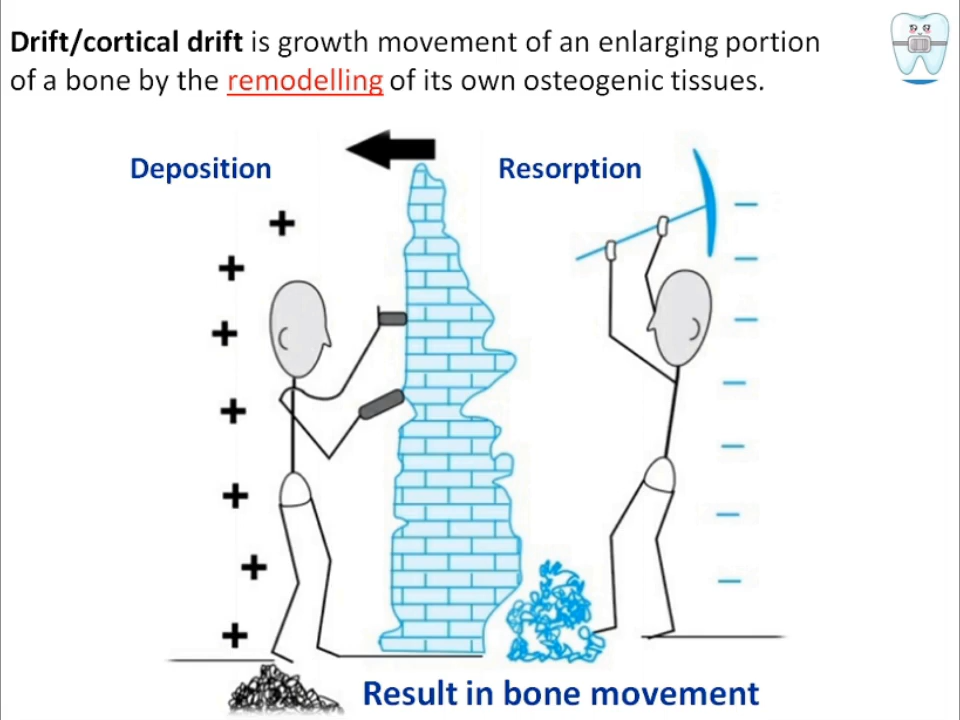 Drift/cortical drift is growth movement of an enlarging portion
of a bone by the remodelling of its own osteogenic tissues.
Deposition
Resorption
Result in bone movement